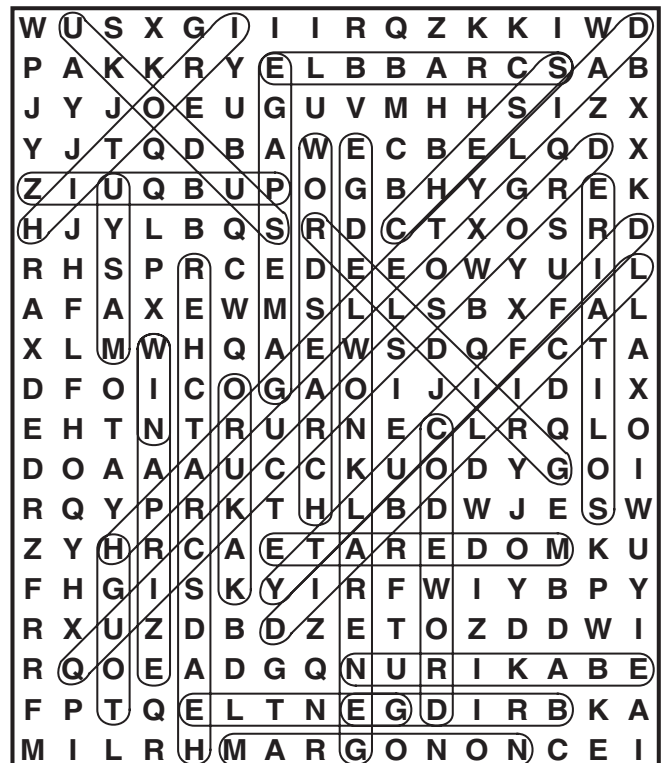 W U S X G I I I R Q Z K K I W D
P A K K R Y E L B B A R C S A B
J Y J O E U G U V M H H S I Z X
Y J T Q D B A W E C B E L Q D X
Z I U Q B U P O G B H Y G R E K
H J Y L B Q S R D C T X O S R D
R H S P R C E D E E O W Y U I L
A F A X E W M S L L S B X F A L
X L M W H Q A E W S D Q F C T A
D F O I C O G A O I J I I D I X
E H T N T R U R N E C L R Q L O
D O A A A U C C K U O D Y G O I
R Q Y P R K T H L B D W J E S W
Z Y H R C A E T A R E D O M K U
F H G I S K Y I R F W I Y B P Y
R X U Z D B D Z E T O Z D D W I
R Q O E A D G Q N U R I K A B E
F P T Q E L T N E G D I R B K A
M I L R H M A R G O N O N C E I